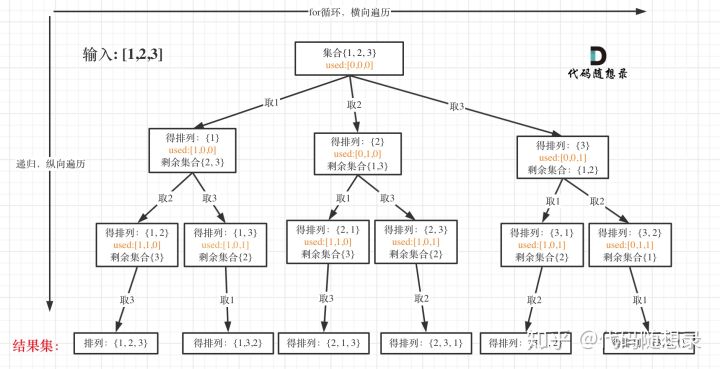 for循环、横向遍历
输入: [1,2,3]
集合{1, 2, 3}
used:[0,0,0]
代码随想录
取1
取2
取3
递归、纵向遍历
得排列：{1}
used:[1,0,0]
剩余集合{2, 3}
得排列：{2}
used:[0,1,0]
剩余集合{1,3}
得排列：{3}
used:[0,0,1]
剩余集合：{1,2}
取2
取3
取1
取3
取1
取2
得排列：{1, 2}
used:[1,1,0]
剩余集合{3}
得排列：{1, 3}
used:[1,0,1]
剩余集合{2}
得排列：{2, 1}
used:[1,1,0]
剩余集合{3}
得排列：{2, 3}
used:[1,0,1]
剩余集合{2}
得排列：{3,1}
used:[1,0,1]
剩余集合{2}
得排列：{3, 2}
used:[0,1,1]
剩余集合{1}
取3
取1
取3
取2
取2
取1
结果集:
排列：{1, 2, 3}
得排列：{1,3,2}
得排列：{2, 1, 3}
得排列：{2, 3, 1}
知乎 @代码随想录